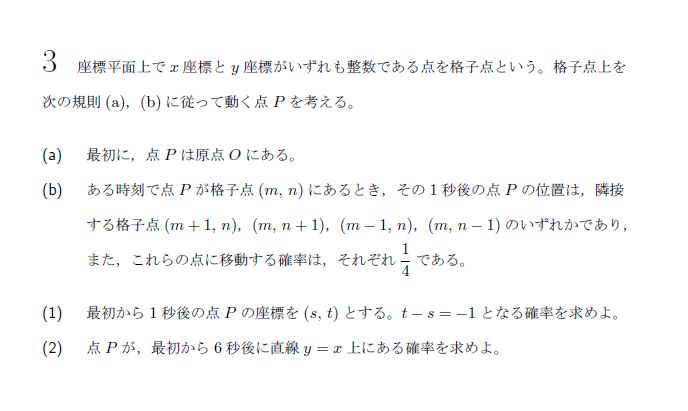 3 座標平面上で x 座標と y 座標がいずれも整数である点を格子点という。格子点上を
次の規則 (a), (b) に従って動く点 P を考える。
(a) 最初に，点 P は原点 O にある。
(b) ある時刻で点 P が格子点 (m, n) にあるとき，その 1 秒後の点 P の位置は，隣接
する格子点 (m + 1, n), (m, n + 1), (m − 1, n), (m, n − 1) のいずれかであり，
また，これらの点に移動する確率は，それぞれ 1/4 である。
(1) 最初から 1 秒後の点 P の座標を (s, t) とする。t − s = −1 となる確率を求めよ。
(2) 点 P が，最初から 6 秒後に直線 y = x 上にある確率を求めよ。